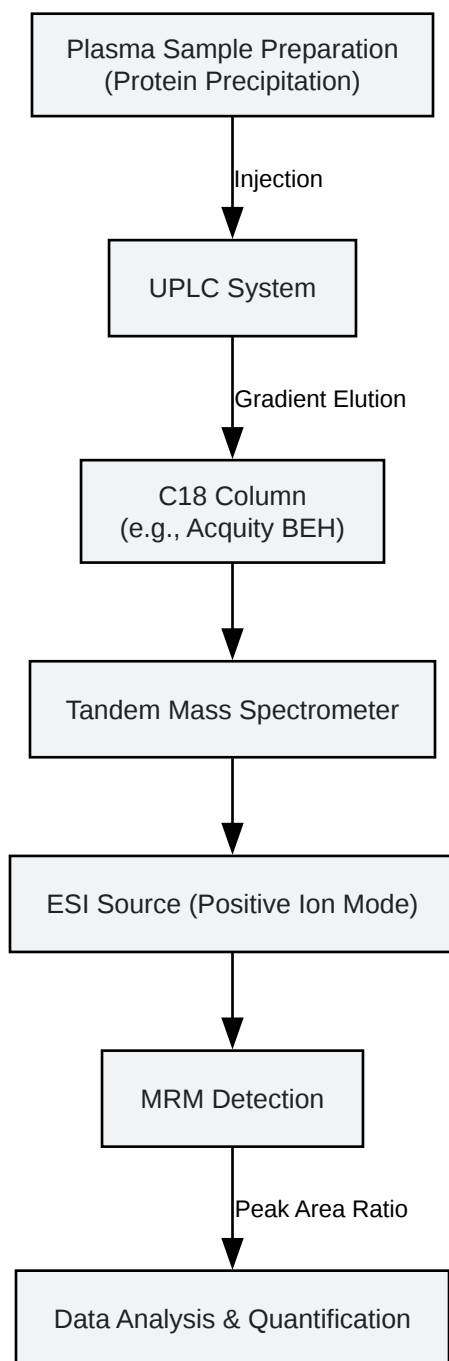 Plasma Sample Preparation
(Protein Precipitation)
Injection
UPLC System
Gradient Elution
C18 Column
(e.g., Acquity BEH)
Tandem Mass Spectrometer
ESI Source (Positive Ion Mode)
MRM Detection
Peak Area Ratio
Data Analysis & Quantification